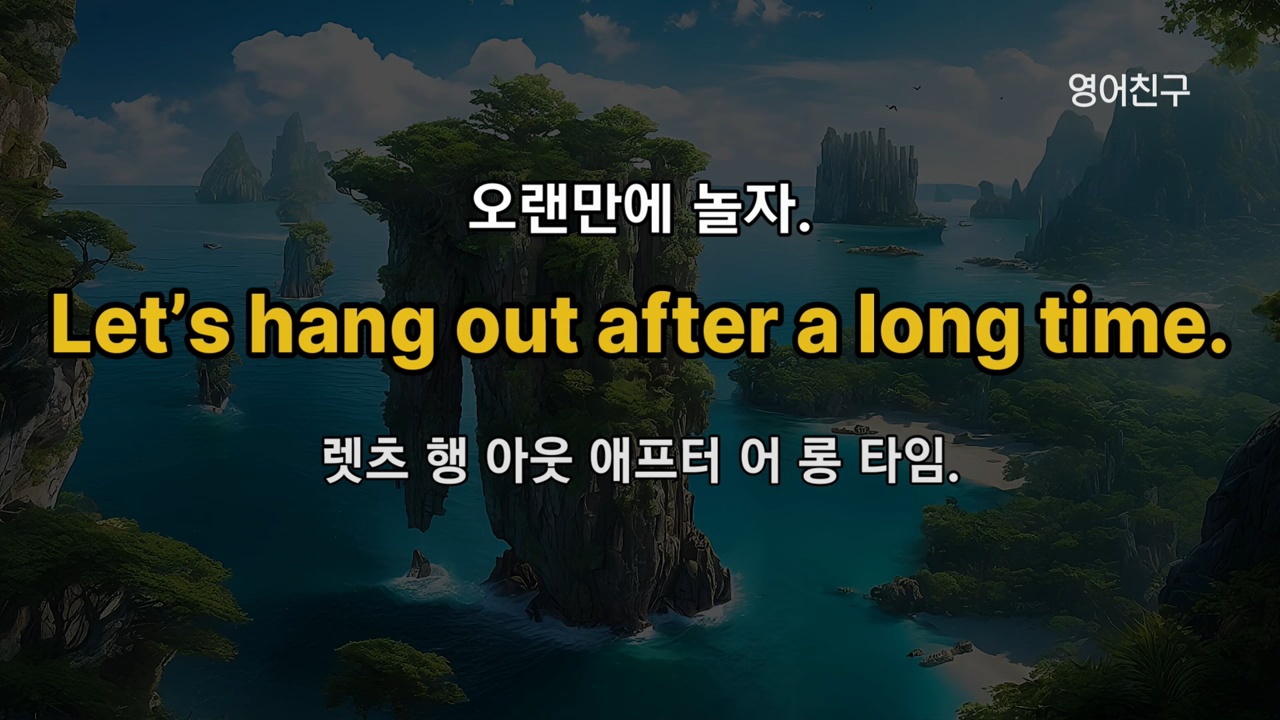 영어친구
오랜만에 놀자.
Let’s hang out after a long time.
렛츠 행 아웃 애프터 어 롱 타임.